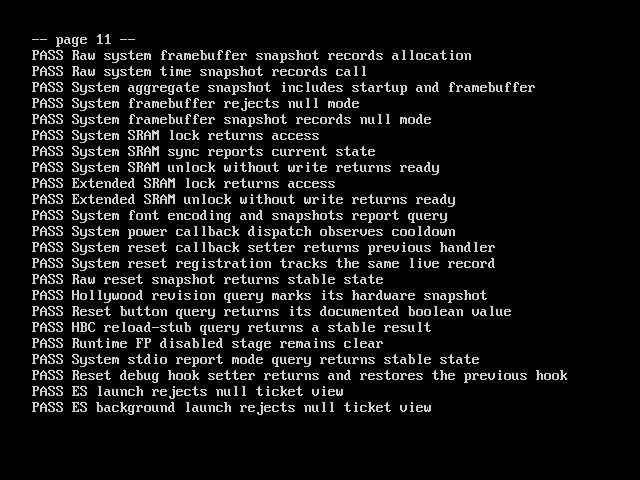 -- page 11 --
PASS Raw system framebuffer snapshot records allocation
PASS Raw system time snapshot records call
PASS System aggregate snapshot includes startup and framebuffer
PASS System framebuffer rejects null mode
PASS System framebuffer snapshot records null mode
PASS System SRAM lock returns access
PASS System SRAM sync reports current state
PASS System SRAM unlock without write returns ready
PASS Extended SRAM lock returns access
PASS Extended SRAM unlock without write returns ready
PASS System font encoding and snapshots report query
PASS System power callback dispatch observes cooldown
PASS System reset callback setter returns previous handler
PASS System reset registration tracks the same live record
PASS Raw reset snapshot returns stable state
PASS Hollywood revision query marks its hardware snapshot
PASS Reset button query returns its documented boolean value
PASS HBC reload-stub query returns a stable result
PASS Runtime FP disabled stage remains clear
PASS System stdio report mode query returns stable state
PASS Reset debug hook setter returns and restores the previous hook
PASS ES launch rejects null ticket view
PASS ES background launch rejects null ticket view